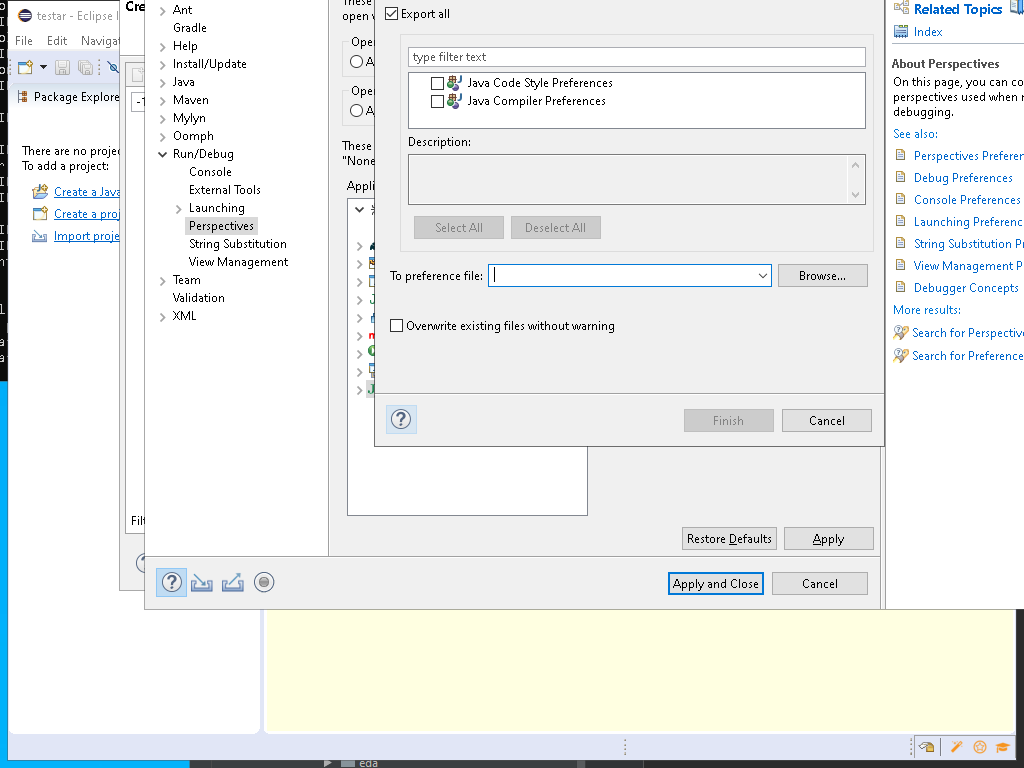 testar - Eclipse I
File Edit Navigat
Package Explore
There are no projec
To add a project:
Create a Java
Create a proj
Import proje
Cre
Filt
Ant
Gradle
Help
Install/Update
Java
Maven
Mylyn
Oomph
Run/Debug
Console
External Tools
Launching
Perspectives
String Substitution
View Management
Team
Validation
XML
These
open v
Oper
A
Oper
A
These
"None
Appli
Export all
type filter text
Java Code Style Preferences
Java Compiler Preferences
Description:
Select All Deselect All
To preference file: Browse...
Overwrite existing files without warning
Finish Cancel
Restore Defaults Apply
Apply and Close Cancel
Related Topics
Index
About Perspectives
On this page, you can co
perspectives used when r
debugging.
See also:
Perspectives Preferen
Debug Preferences
Console Preferences
Launching Preferenc
String Substitution Pr
View Management P
Debugger Concepts
More results:
Search for Perspectiv
Search for Preference
eda